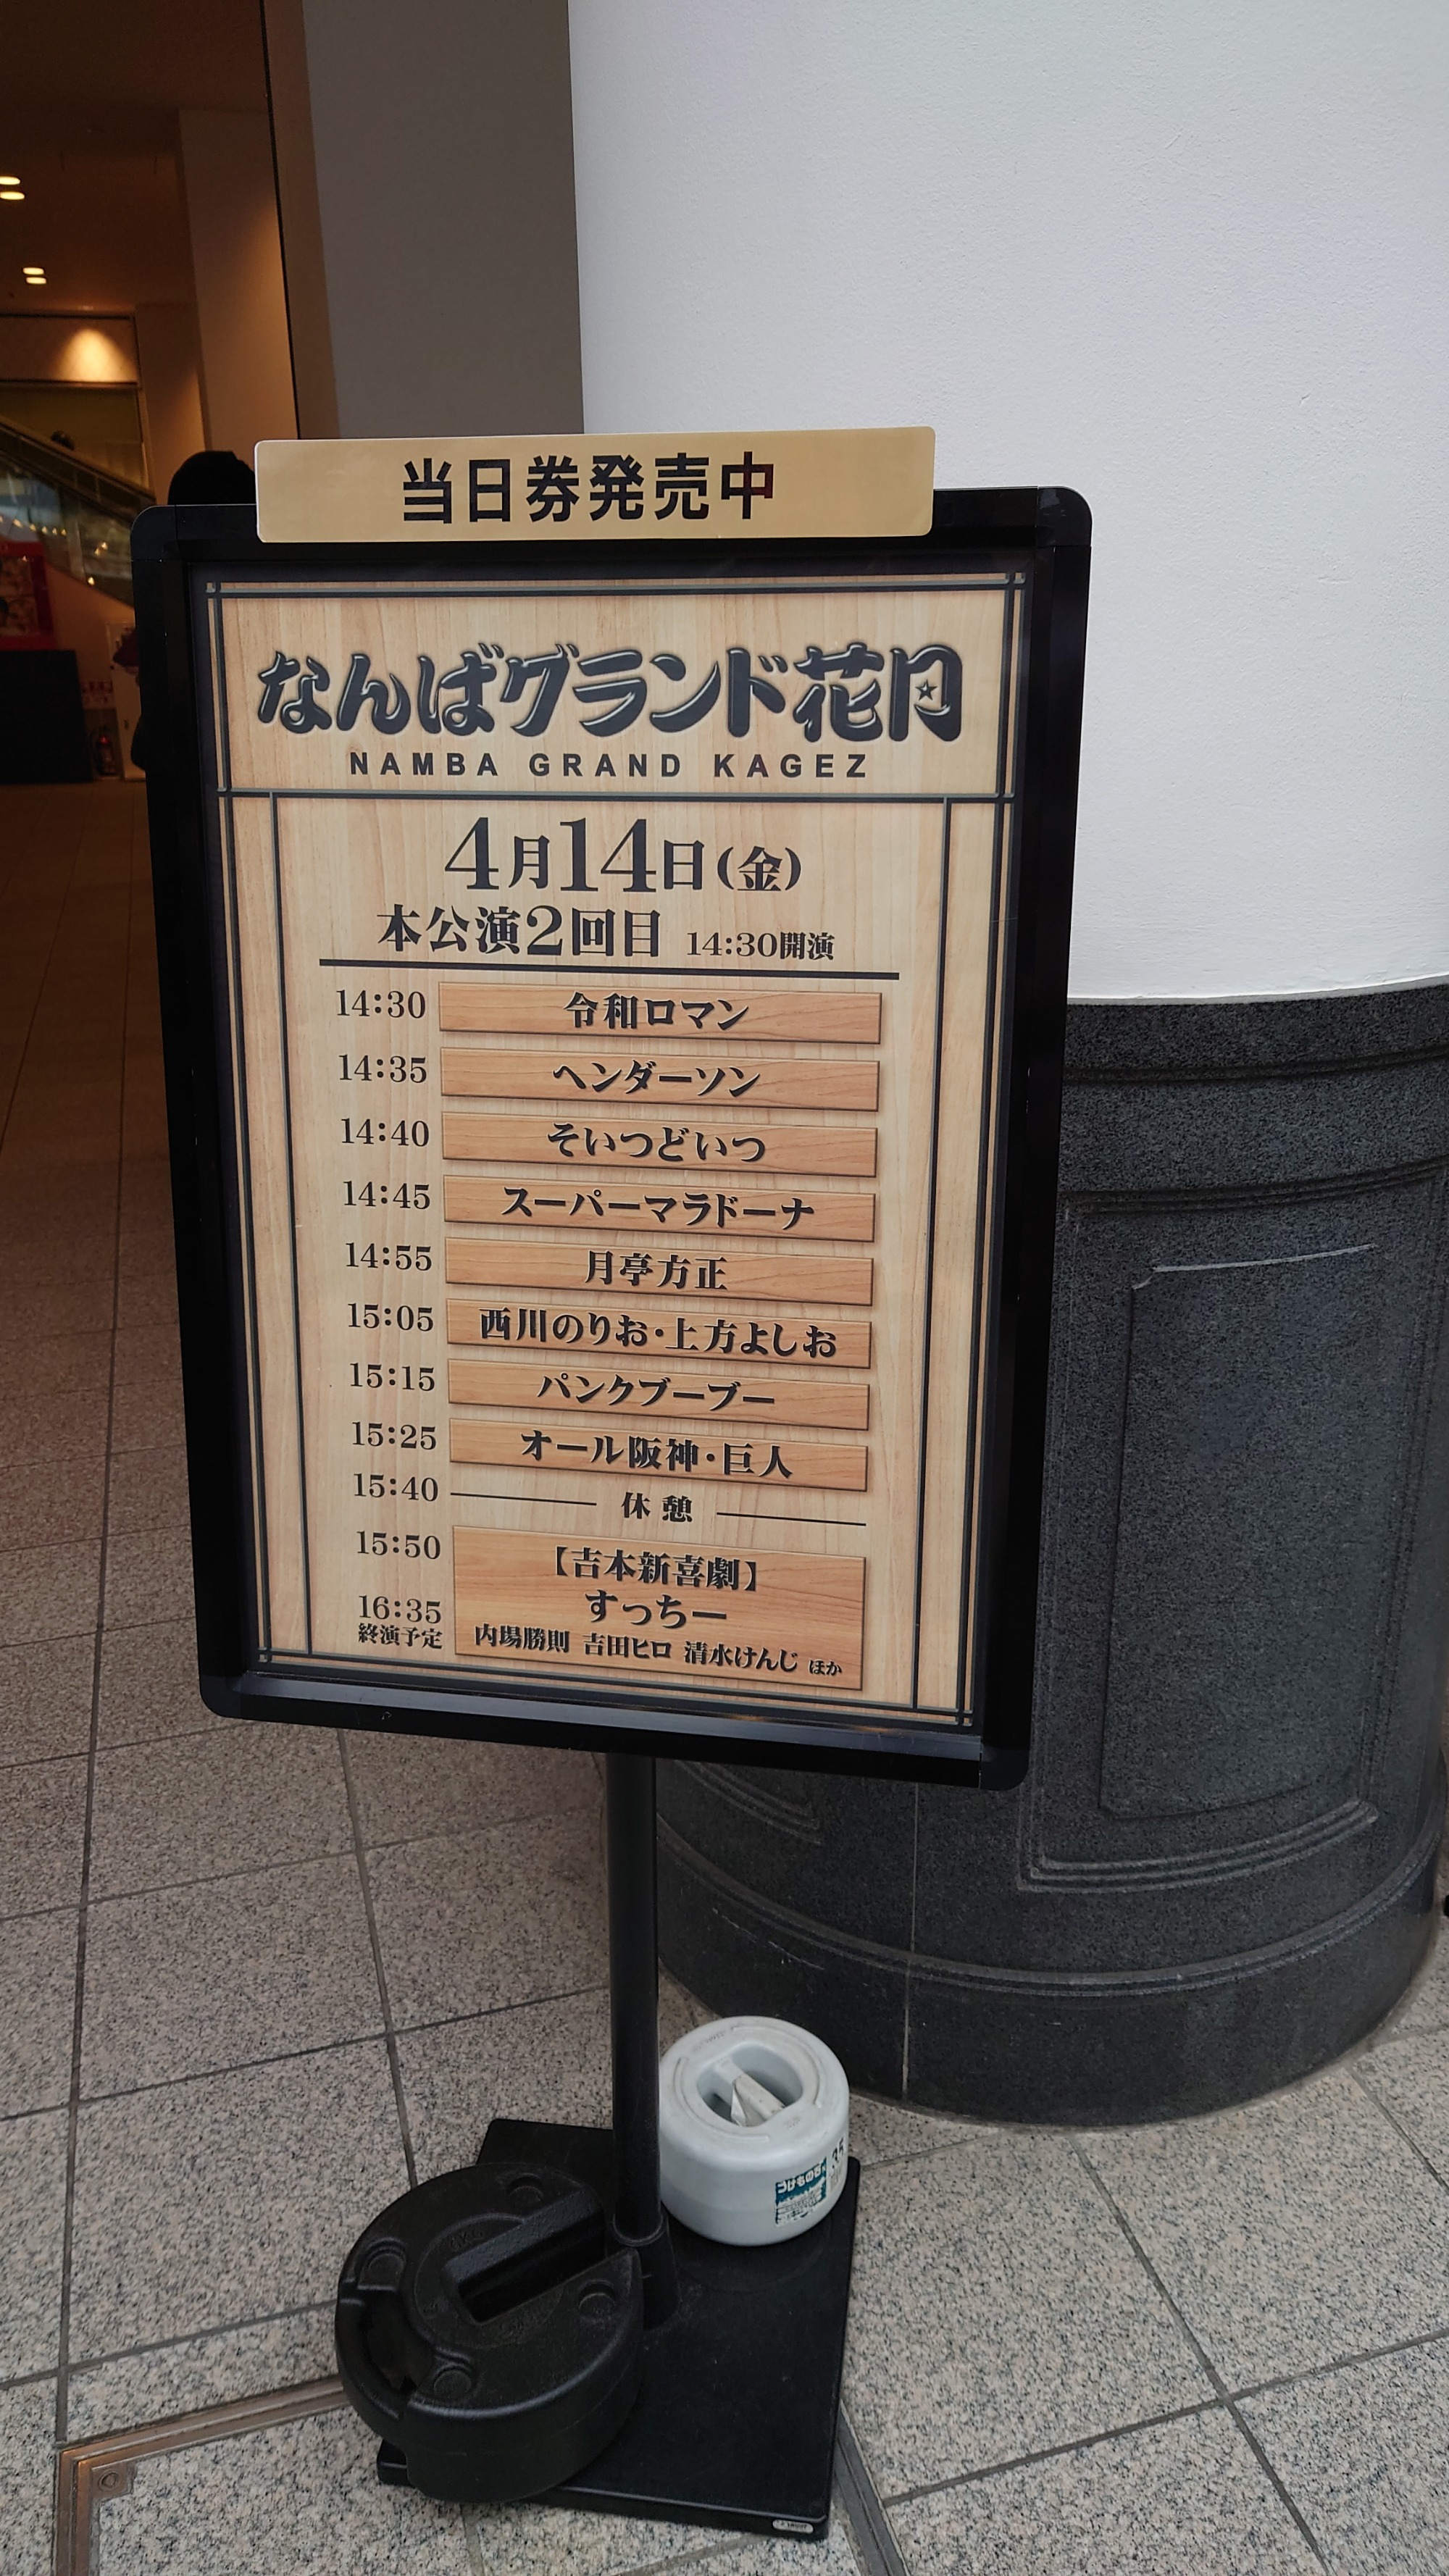 当日券発売中
なんばグランド花月
NAMBA GRAND KAGEZ
4月14日(金)
本公演2回目 14:30開演
14:30 令和ロマン
14:35 ヘンダーソン
14:40 そいつどいつ
14:45 スーパーマラドーナ
14:55 月亭方正
15:05 西川のりお・上方よしお
15:15 パンクブーブー
15:25 オール阪神・巨人
15:40 休憩
15:50 【吉本新喜劇】
すっちー
16:35
終演予定 内場勝則 吉田ヒロ 清水けんじ ほか
つけもの石
35